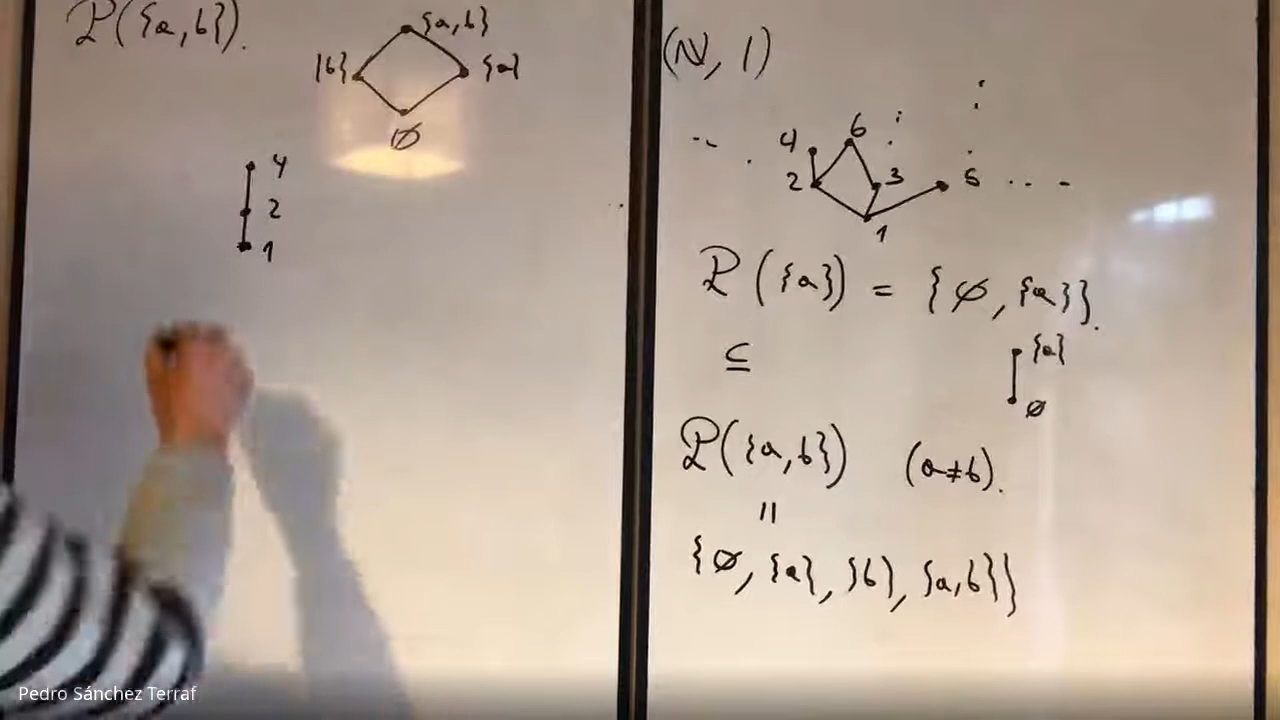 P({a,b}).
{a,b}
{b} {a}
∅
4
2
1
(N, |)
4 6
2 3 5
1
P({a}) = {∅, {a}}.
⊆
{a}
∅
P({a,b}) (a≠b).
=
{∅, {a}, {b}, {a,b}}
Pedro Sánchez Terraf